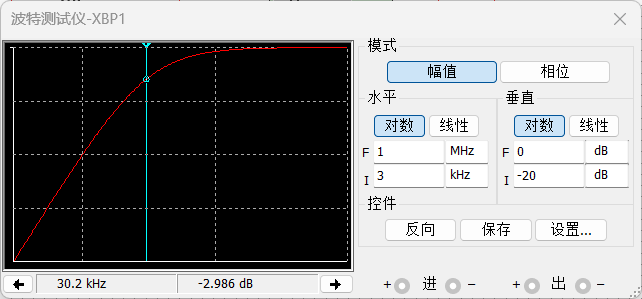 波特测试仪-XBP1
模式
幅值 相位
水平 垂直
对数 线性 对数 线性
F 1 MHz F 0 dB
I 3 kHz I -20 dB
控件
反向 保存 设置...
30.2 kHz -2.986 dB
+ 进 − + 出 −